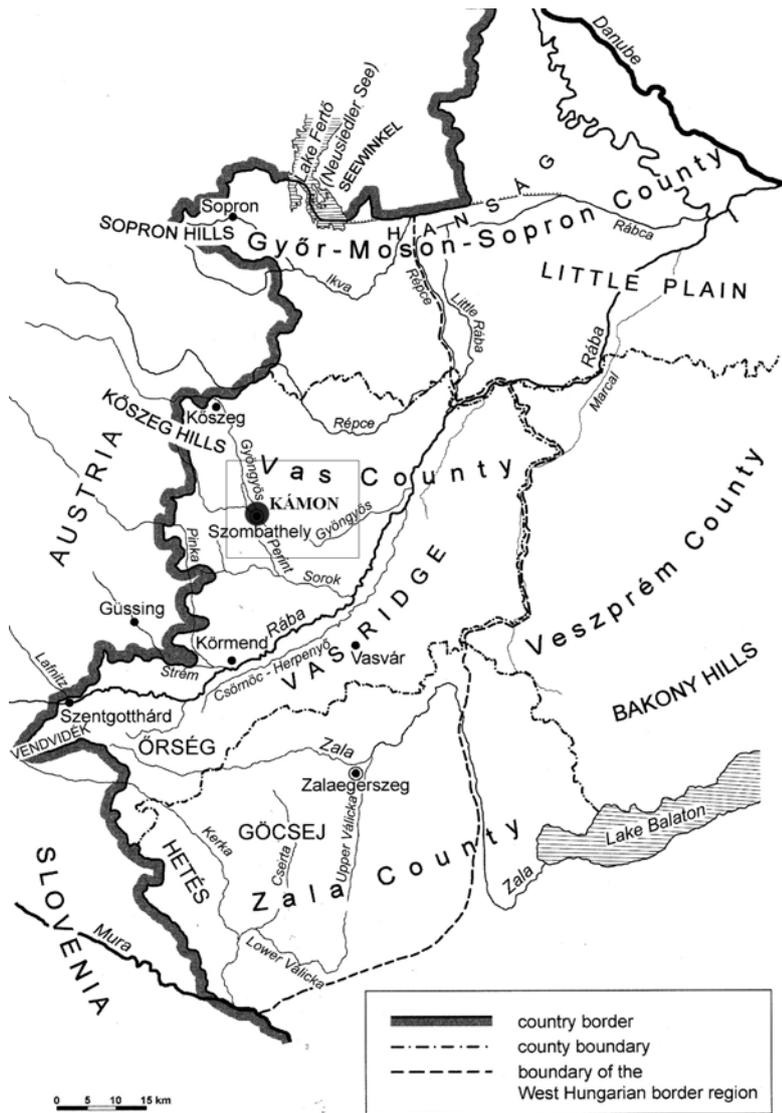 Danube
Lake Fertő
(Neusiedler See)
SEEWINKEL
Sopron
SOPRON HILLS
HANSÁG
Győr-Moson-Sopron County
Rábca
Ikva
Répce
Little Rába
LITTLE PLAIN
Rába
Marcal
KŐSZEG HILLS
Kőszeg
Répce
AUSTRIA
Gyöngyös
Vas County
KÁMON
Szombathely
Gyöngyös
Pinka
Perint
Sorok
Veszprém County
Güssing
Rába
VAS RIDGE
Körmend
Vasvár
Lafnitz
Strém
Csörnöc - Herpenyő
BAKONY HILLS
Szentgotthárd
VENDVIDÉK
ŐRSÉG
Zala
Zalaegerszeg
Lake Balaton
GÖCSEJ
Kerka
Cserta
Upper Válicka
HETÉS
Zala County
Zala
SLOVENIA
Mura
Lower Válicka
country border
county boundary
boundary of the
West Hungarian border region
0 5 10 15 km